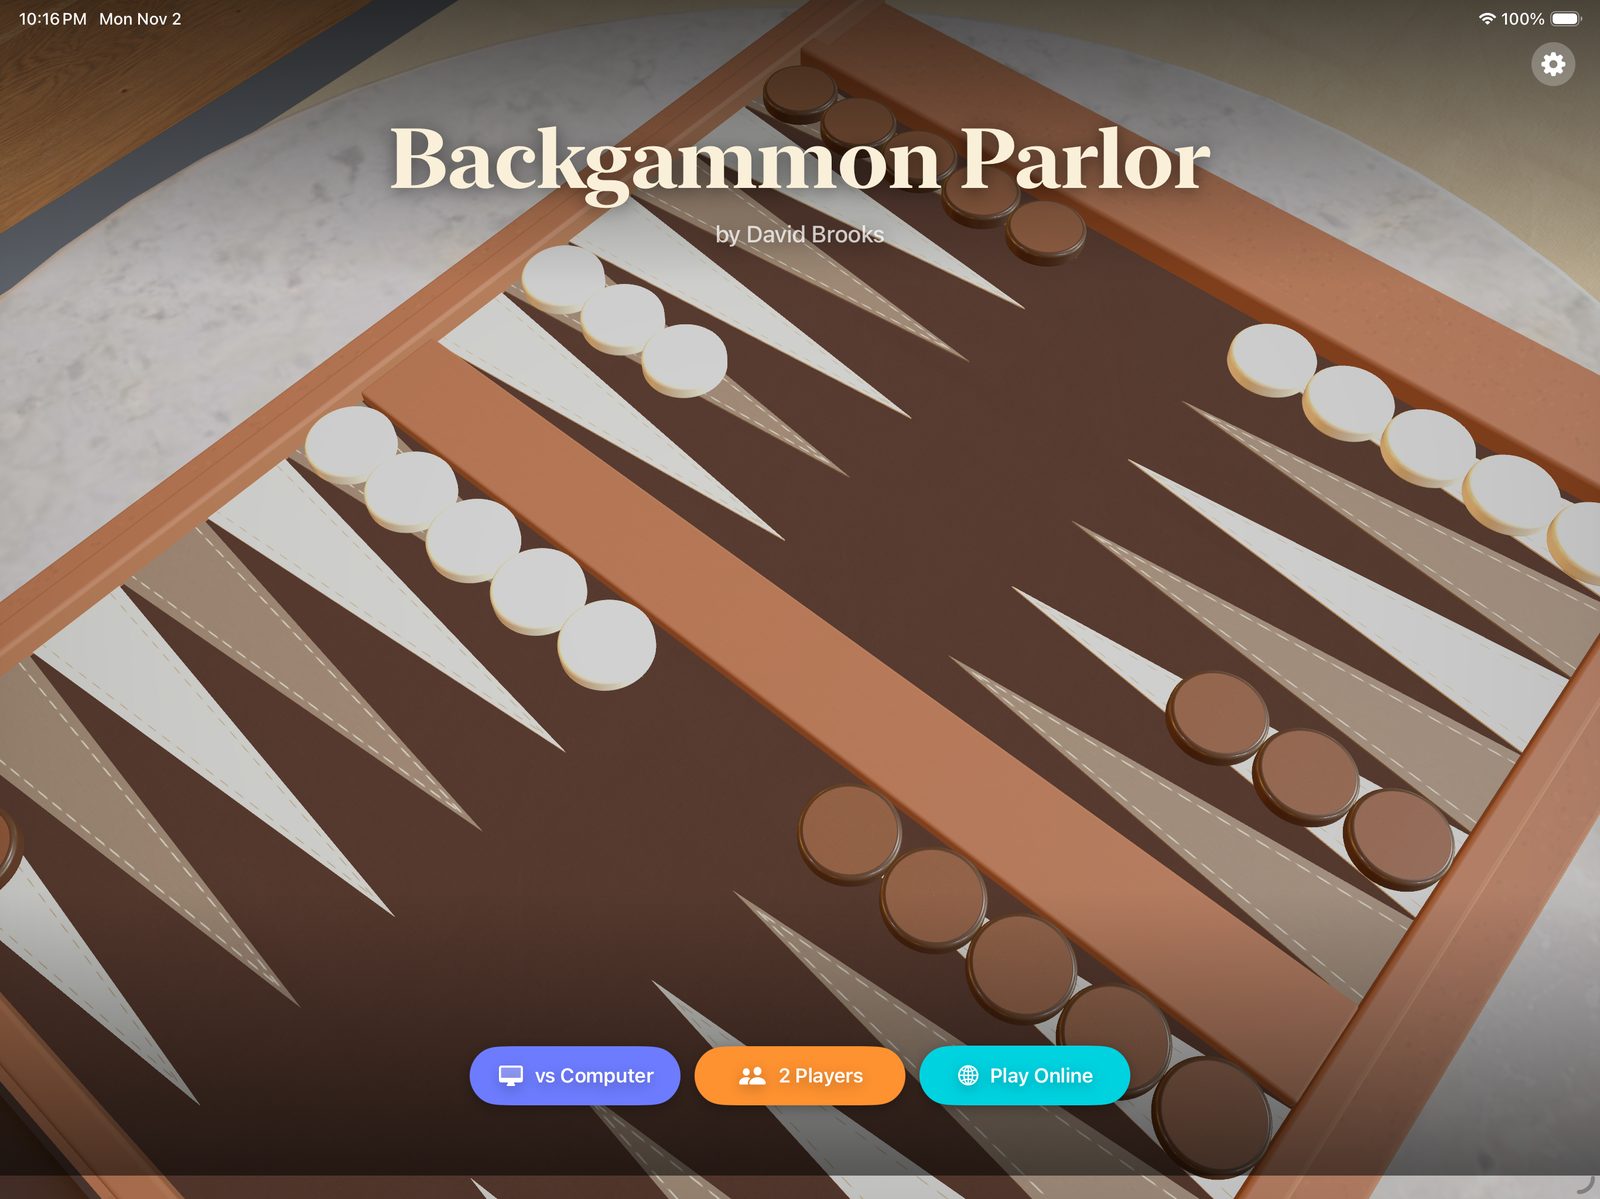 10:16 PM Mon Nov 2 100%
Backgammon Parlor
by David Brooks
vs Computer
2 Players
Play Online